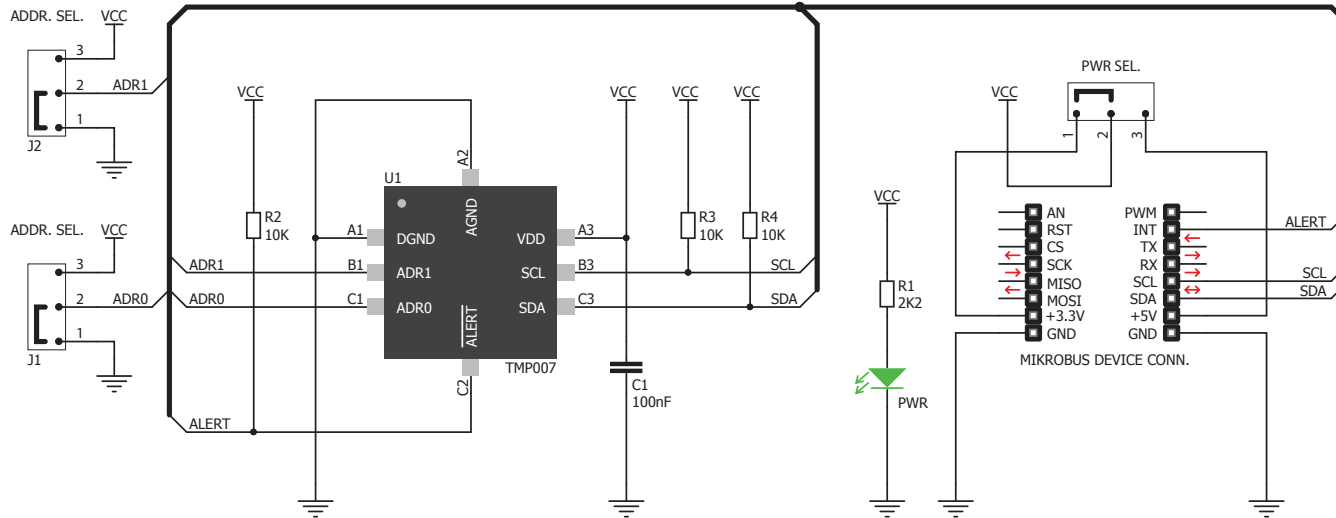 ADDR. SEL. VCC
3
2 ADR1
1
J2
ADDR. SEL. VCC
3
2 ADR0
1
J1
VCC
R2
10K
ADR1
ADR0
ALERT
U1
A2
AGND
A1 DGND
B1 ADR1
C1 ADR0
VDD A3
SCL B3
SDA C3
ALERT
C2
TMP007
VCC
C1
100nF
VCC
R3
10K
VCC
R4
10K
SCL
SDA
VCC
R1
2K2
PWR
PWR SEL.
VCC
1 2 3
AN PWM
RST INT
CS TX
SCK RX
MISO SCL
MOSI SDA
+3.3V +5V
GND GND
MIKROBUS DEVICE CONN.
ALERT
SCL
SDA